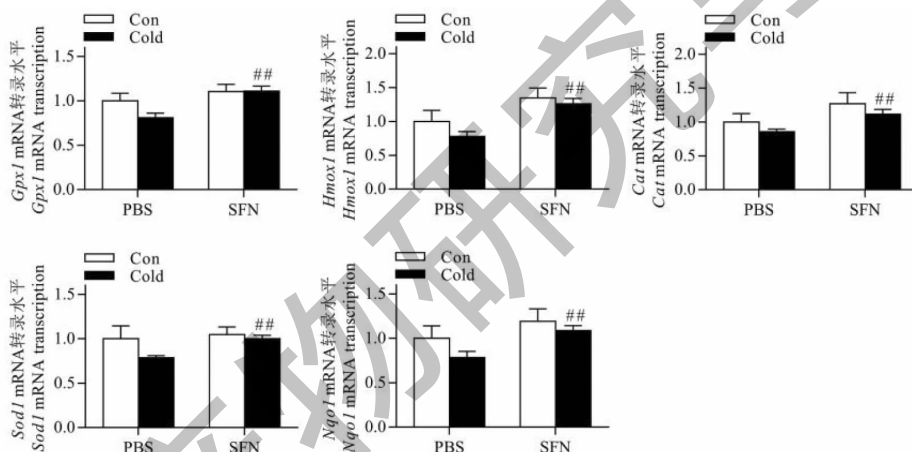 Con
Cold
Gpx1 mRNA转录水平
Gpx1 mRNA transcription
1.5
1.0
0.5
0.0
##
PBS
SFN
Con
Cold
Hmox1 mRNA转录水平
Hmox1 mRNA transcription
2.0
1.5
1.0
0.5
0.0
##
PBS
SFN
Con
Cold
Cat mRNA转录水平
Cat mRNA transcription
2.0
1.5
1.0
0.5
0.0
##
PBS
SFN
Con
Cold
Sod1 mRNA转录水平
Sod1 mRNA transcription
1.5
1.0
0.5
0.0
##
PBS
SFN
Con
Cold
Nqo1 mRNA转录水平
Nqo1 mRNA transcription
1.5
1.0
0.5
0.0
##
PBS
SFN
物研究